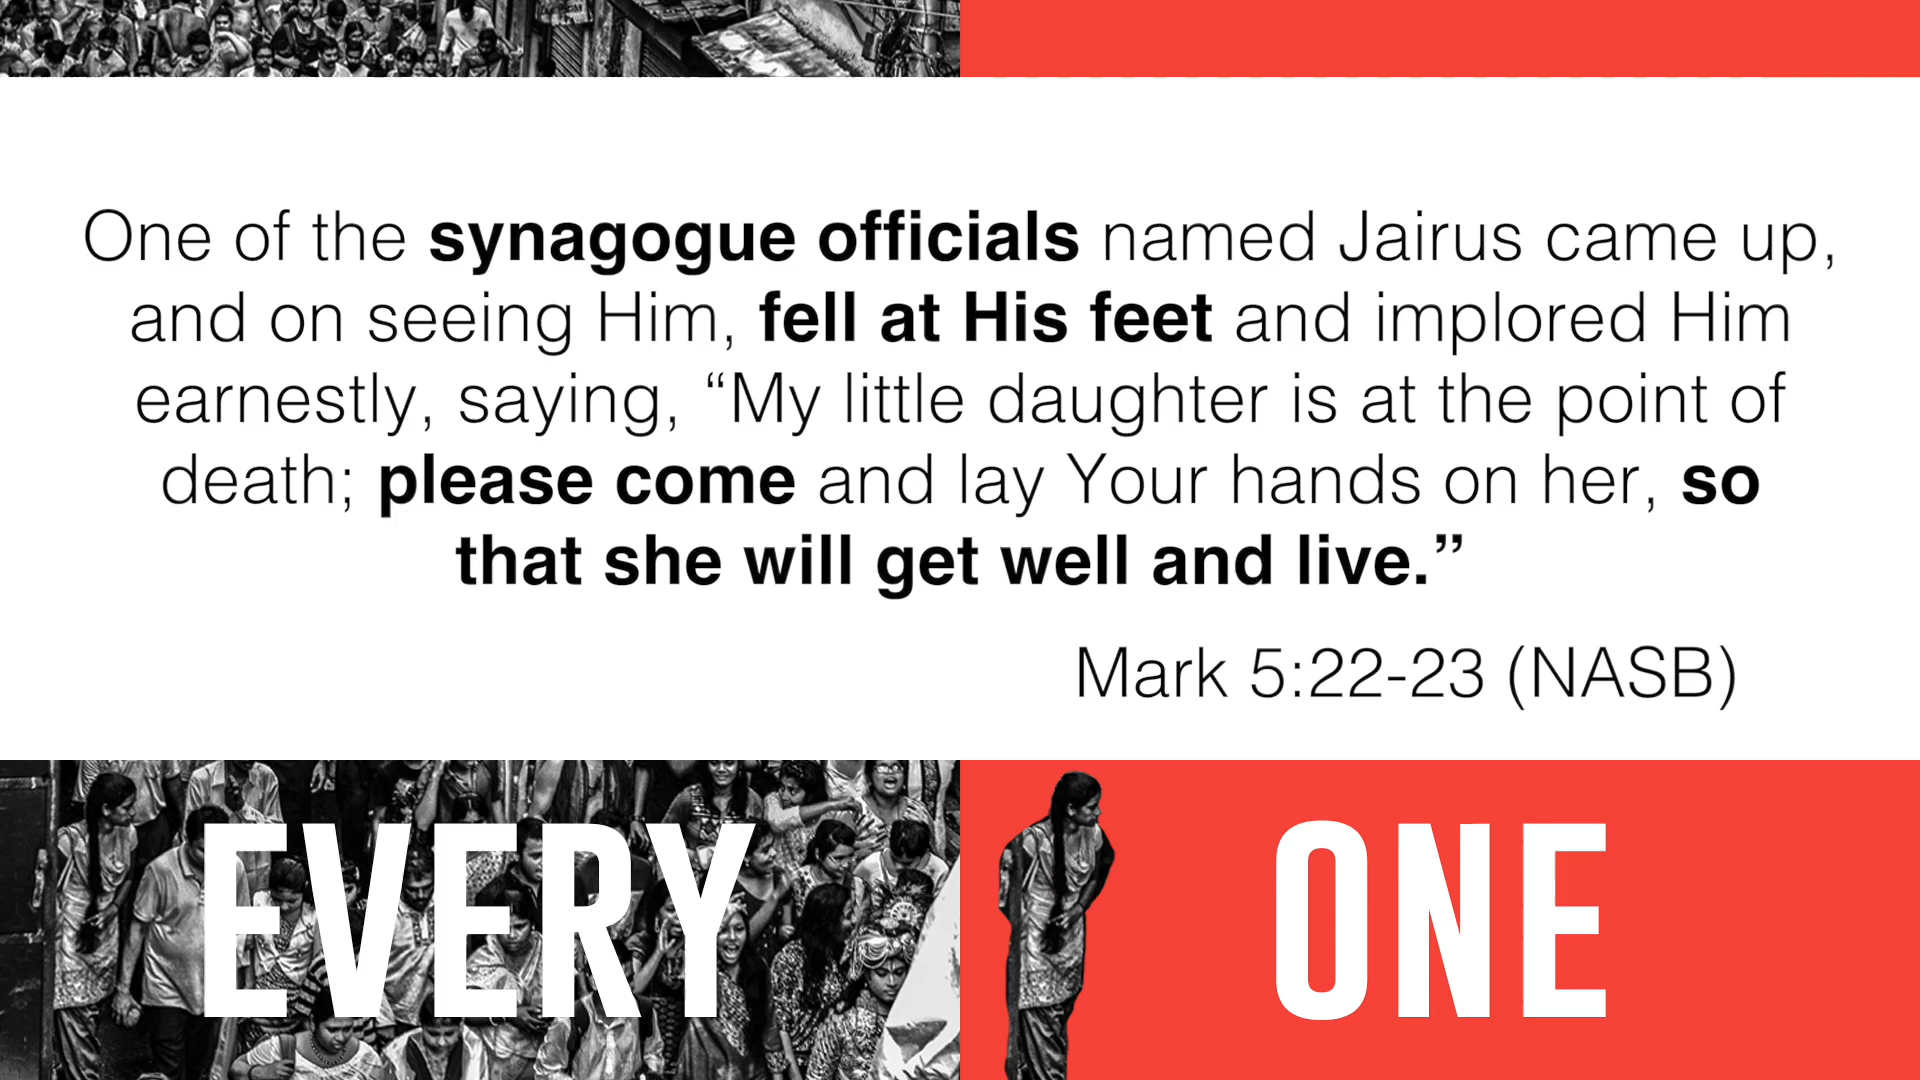 One of the synagogue officials named Jairus came up,
and on seeing Him, fell at His feet and implored Him
earnestly, saying, “My little daughter is at the point of
death; please come and lay Your hands on her, so
that she will get well and live.”
Mark 5:22-23 (NASB)
EVERY ONE